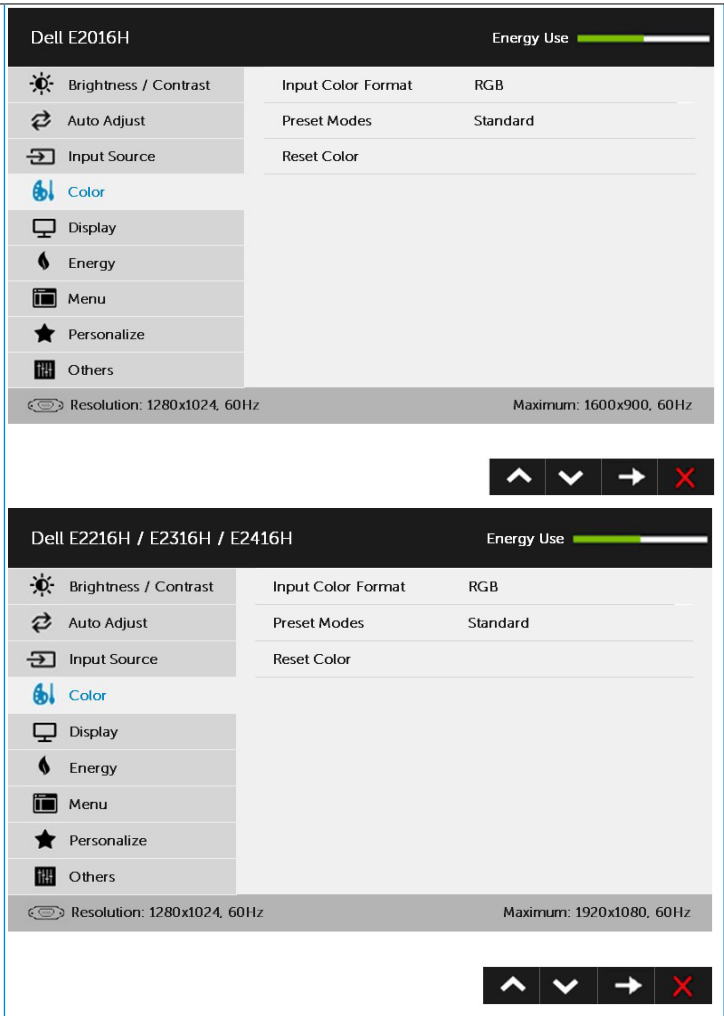 Dell E2016H Energy Use
Brightness / Contrast Input Color Format RGB
Auto Adjust Preset Modes Standard
Input Source Reset Color
Color
Display
Energy
Menu
Personalize
Others
Resolution: 1280x1024, 60Hz Maximum: 1600x900, 60Hz
Dell E2216H / E2316H / E2416H Energy Use
Brightness / Contrast Input Color Format RGB
Auto Adjust Preset Modes Standard
Input Source Reset Color
Color
Display
Energy
Menu
Personalize
Others
Resolution: 1280x1024, 60Hz Maximum: 1920x1080, 60Hz